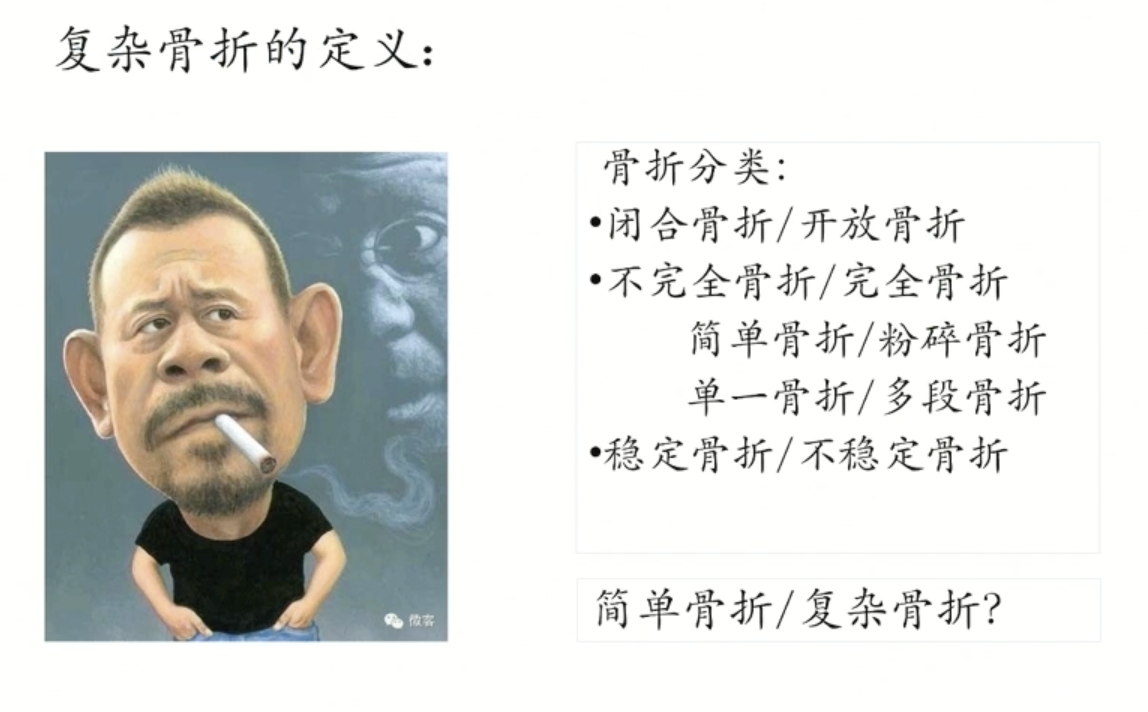 复杂骨折的定义：
骨折分类：
•闭合骨折/开放骨折
•不完全骨折/完全骨折
简单骨折/粉碎骨折
单一骨折/多段骨折
•稳定骨折/不稳定骨折
简单骨折/复杂骨折？
微客